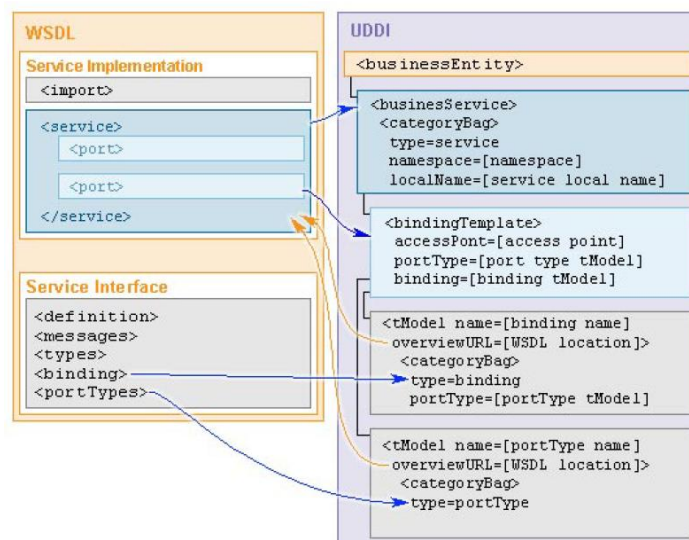 WSDL
Service Implementation
<import>
<service>
<port>
<port>
</service>
Service Interface
<definition>
<messages>
<types>
<binding>
<portTypes>
UDDI
<businessEntity>
<businesService>
<categoryBag>
type=service
namespace=[namespace]
localName=[service local name]
<bindingTemplate>
accessPont=[access point]
portType=[port type tModel]
binding=[binding tModel]
<tModel name=[binding name]
overviewURL=[WSDL location]>
<categoryBag>
type=binding
portType=[portType tModel]
<tModel name=[portType name]
overviewURL=[WSDL location]>
<categoryBag>
type=portType